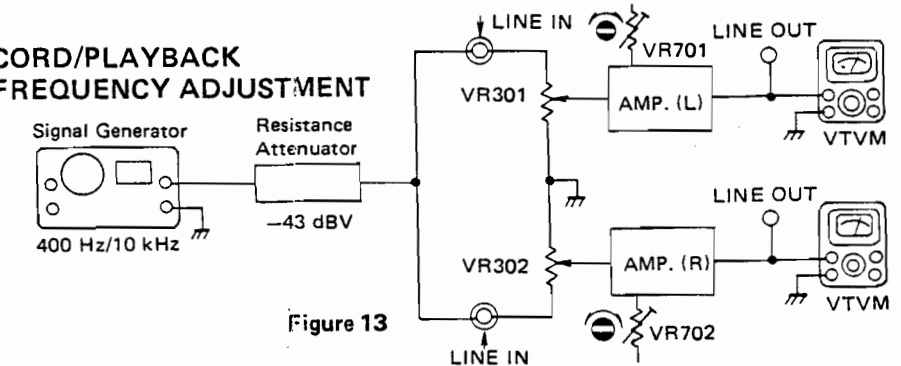 CORD/PLAYBACK
FREQUENCY ADJUSTMENT
Signal Generator
400 Hz/10 kHz
Resistance
Attenuator
−43 dBV
LINE IN
VR301
VR701
AMP. (L)
LINE OUT
VTVM
VR302
AMP. (R)
VR702
LINE OUT
VTVM
LINE IN
Figure 13